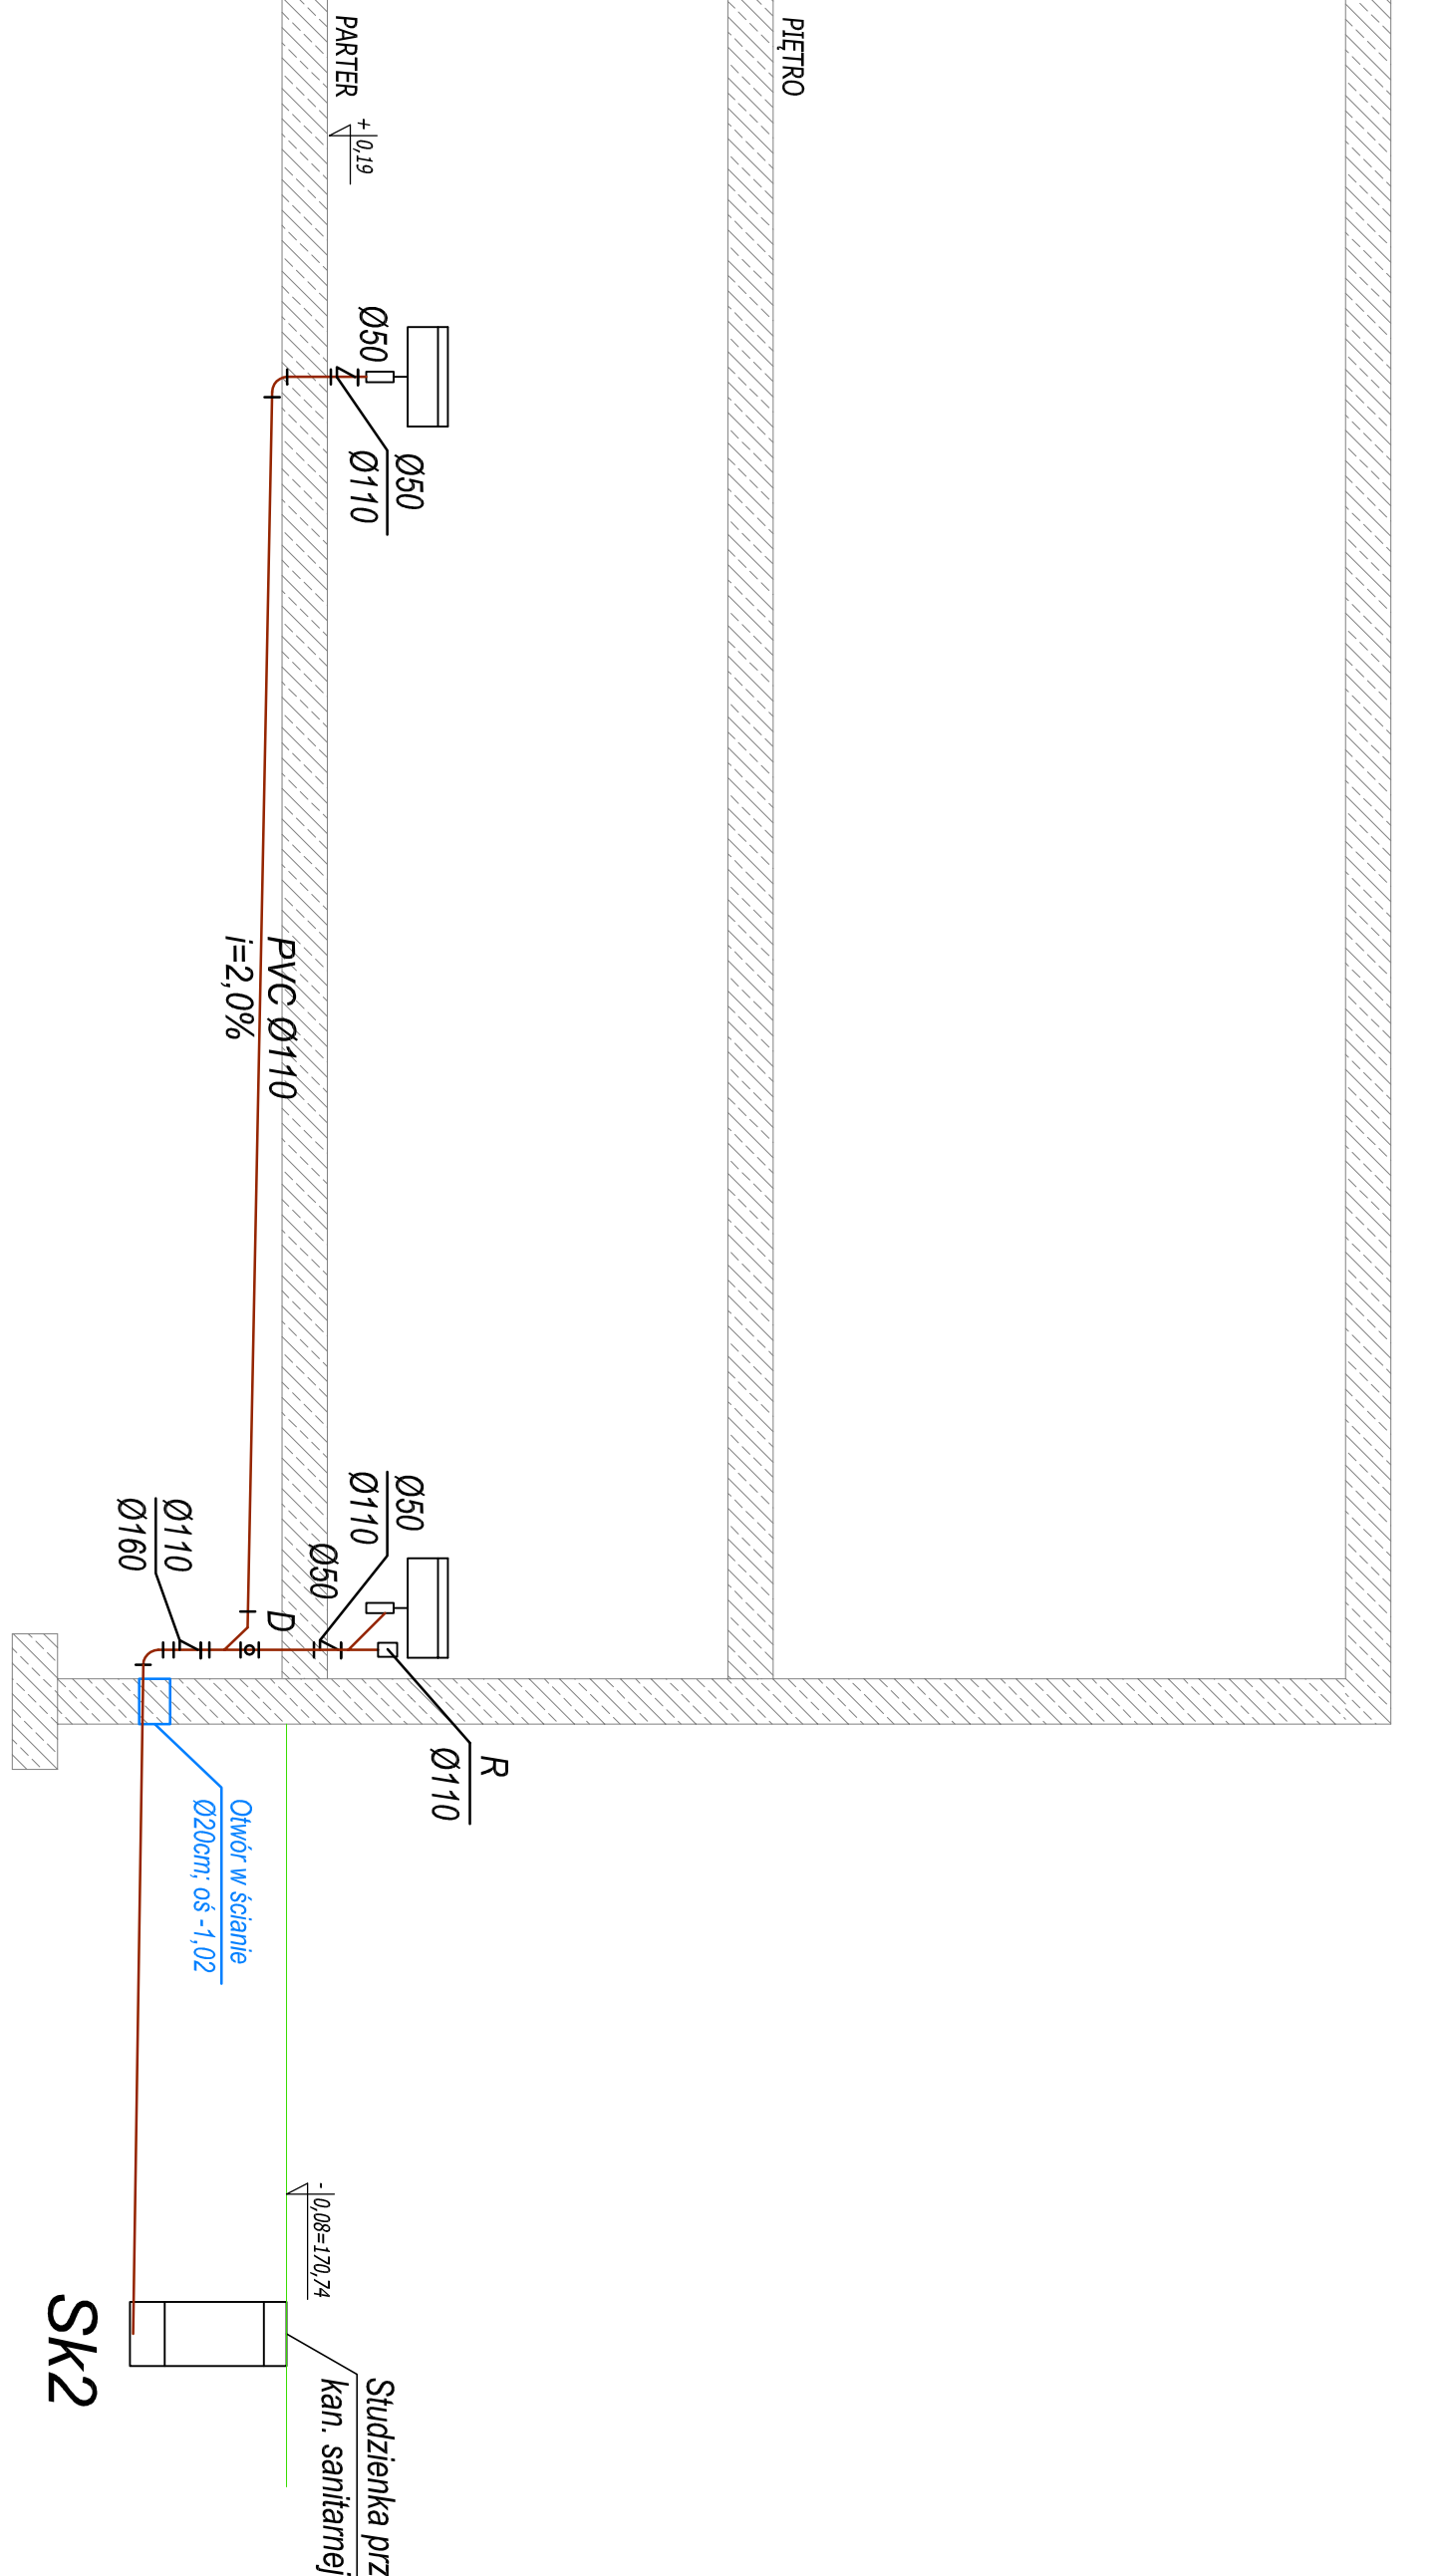 PIĘTRO
PARTER
+ 0,19
Ø50
Ø50
Ø110
PVC Ø110
i=2,0%
Ø50
Ø110
Ø50
D
Ø110
Ø160
R
Ø110
Otwór w ścianie
Ø20cm; oś -1,02
- 0,08=170,74
Sk2
Studzienka prz
kan. sanitarnej